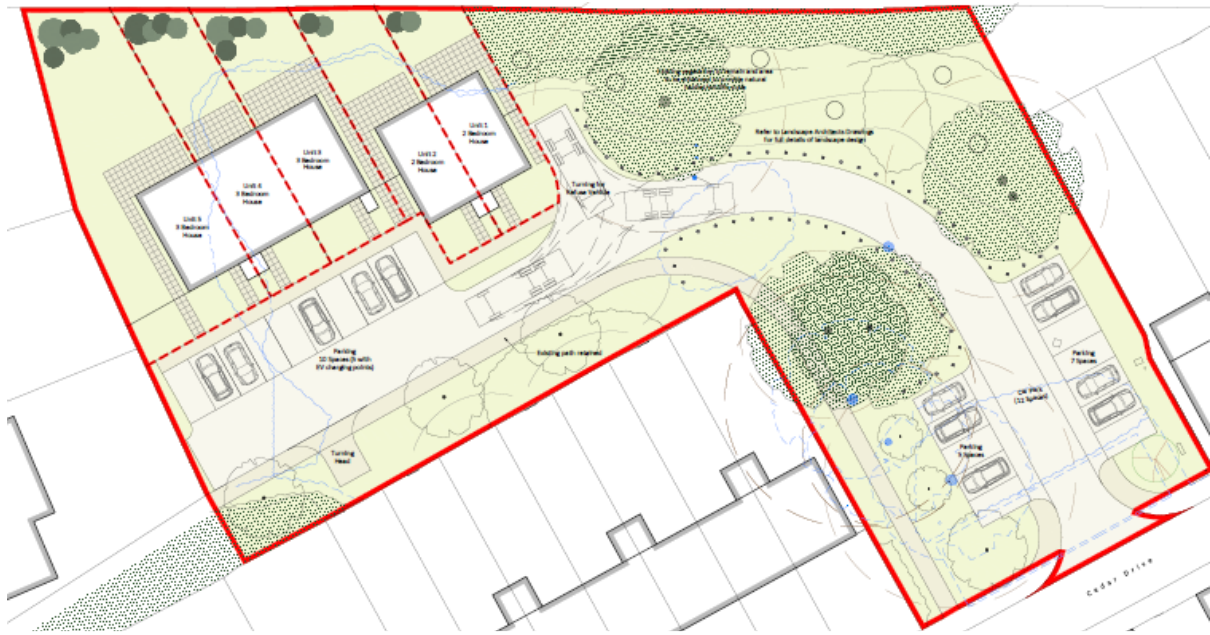 Unit 1
2 Bedroom
House
Unit 2
2 Bedroom
House
Unit 3
3 Bedroom
House
Unit 4
3 Bedroom
House
Unit 5
3 Bedroom
House
Turning for
Refuse Vehicle
Refer to Landscape Architects Drawings
for full details of landscape design
Parking
10 Spaces (5 with
EV charging points)
Existing path retained
Turning
Head
Parking
7 Spaces
(12 Spaces)
Parking
5 Spaces
Cedar Drive